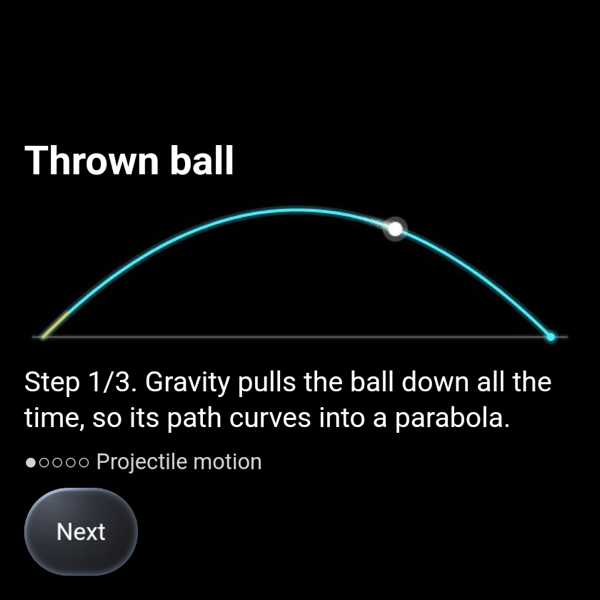 Thrown ball
Step 1/3. Gravity pulls the ball down all the
time, so its path curves into a parabola.
●○○○○ Projectile motion
Next